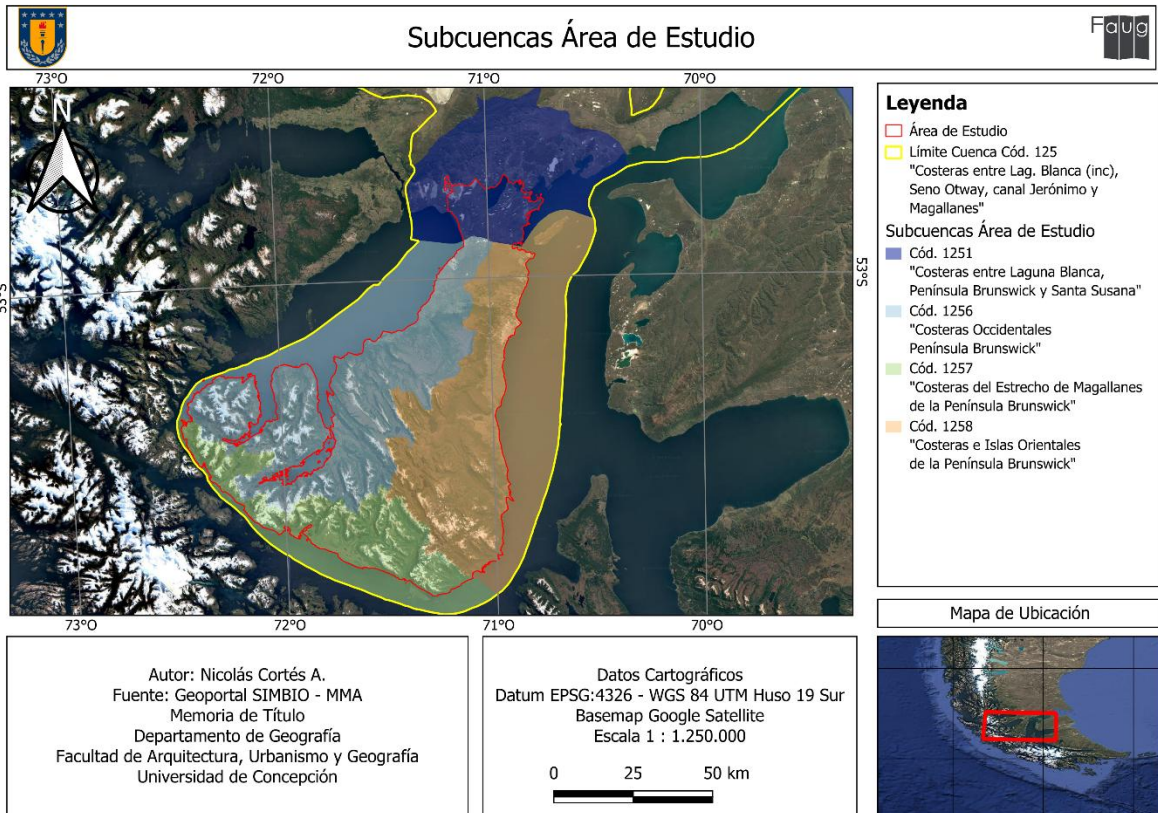 Subcuencas Área de Estudio
Faug
73°O
72°O
71°O
70°O
N
53°S
53°S
73°O
72°O
71°O
70°O
Leyenda
Área de Estudio
Límite Cuenca Cód. 125
"Costeras entre Lag. Blanca (inc),
Seno Otway, canal Jerónimo y
Magallanes"
Subcuencas Área de Estudio
Cód. 1251
"Costeras entre Laguna Blanca,
Península Brunswick y Santa Susana"
Cód. 1256
"Costeras Occidentales
Península Brunswick"
Cód. 1257
"Costeras del Estrecho de Magallanes
de la Península Brunswick"
Cód. 1258
"Costeras e Islas Orientales
de la Península Brunswick"
Mapa de Ubicación
Autor: Nicolás Cortés A.
Fuente: Geoportal SIMBIO - MMA
Memoria de Título
Departamento de Geografía
Facultad de Arquitectura, Urbanismo y Geografía
Universidad de Concepción
Datos Cartográficos
Datum EPSG:4326 - WGS 84 UTM Huso 19 Sur
Basemap Google Satellite
Escala 1 : 1.250.000
0 25 50 km